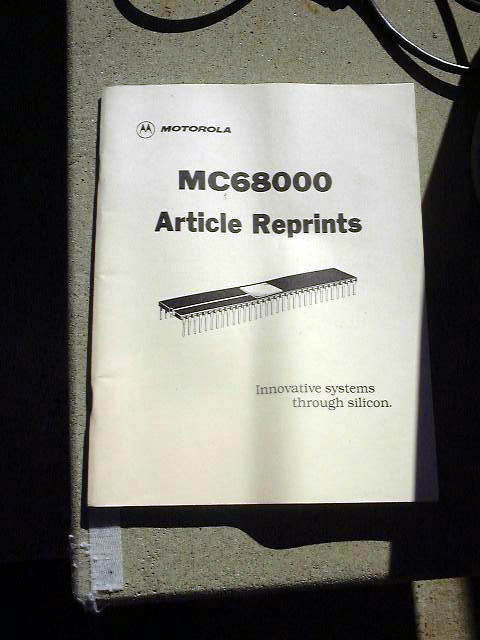 MOTOROLA
MC68000
Article Reprints
Innovative systems
through silicon.